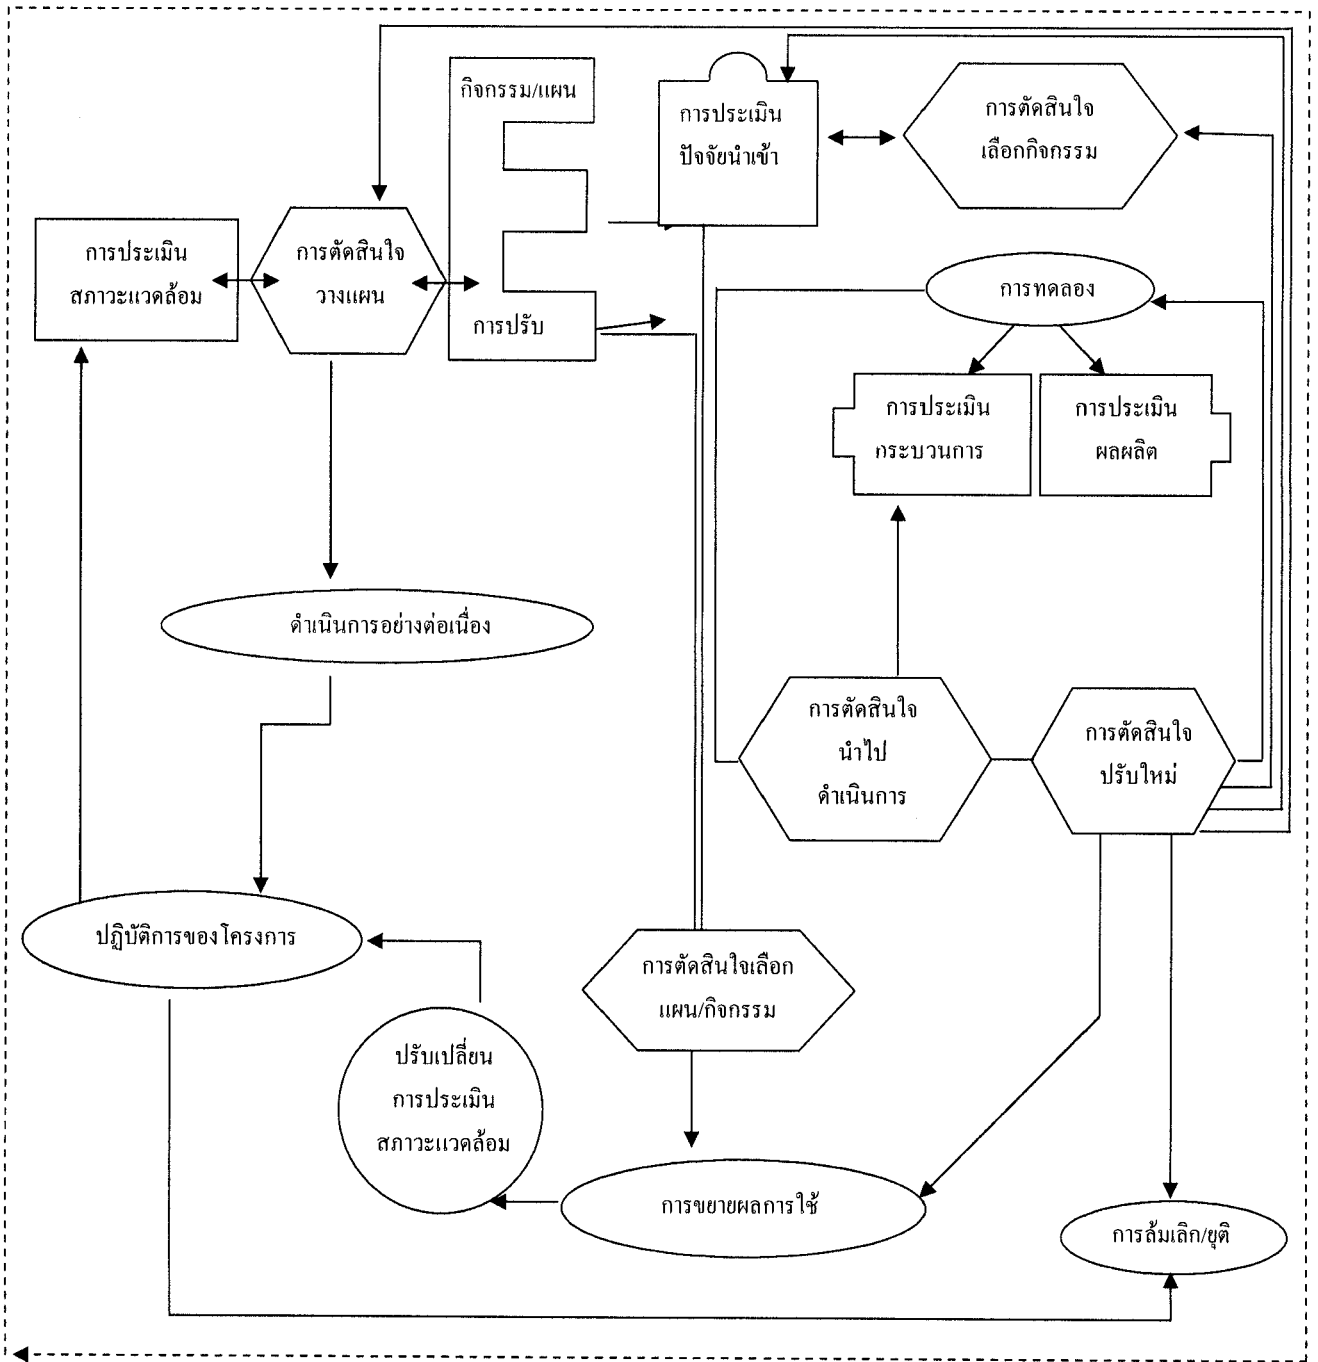 กิจกรรม/แผน
การประเมิน
ปัจจัยนำเข้า
การตัดสินใจ
เลือกกิจกรรม
การประเมิน
สภาวะแวดล้อม
การตัดสินใจ
วางแผน
การปรับ
การทดลอง
การประเมิน
กระบวนการ
การประเมิน
ผลผลิต
ดำเนินการอย่างต่อเนื่อง
การตัดสินใจ
นำไป
ดำเนินการ
การตัดสินใจ
ปรับใหม่
ปฏิบัติการของโครงการ
การตัดสินใจเลือก
แผน/กิจกรรม
ปรับเปลี่ยน
การประเมิน
สภาวะแวดล้อม
การขยายผลการใช้
การล้มเลิก/ยุติ